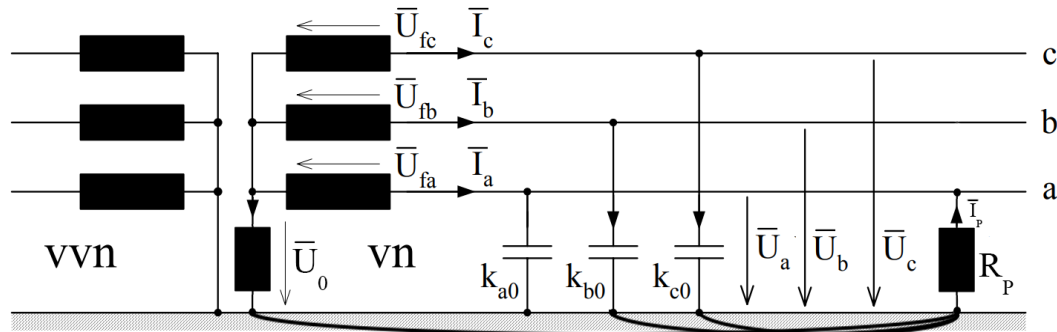 U̅fc I̅c c
U̅fb I̅b b
U̅fa I̅a a
vvn U̅0 vn ka0 kb0 kc0 U̅a U̅b U̅c I̅P RP